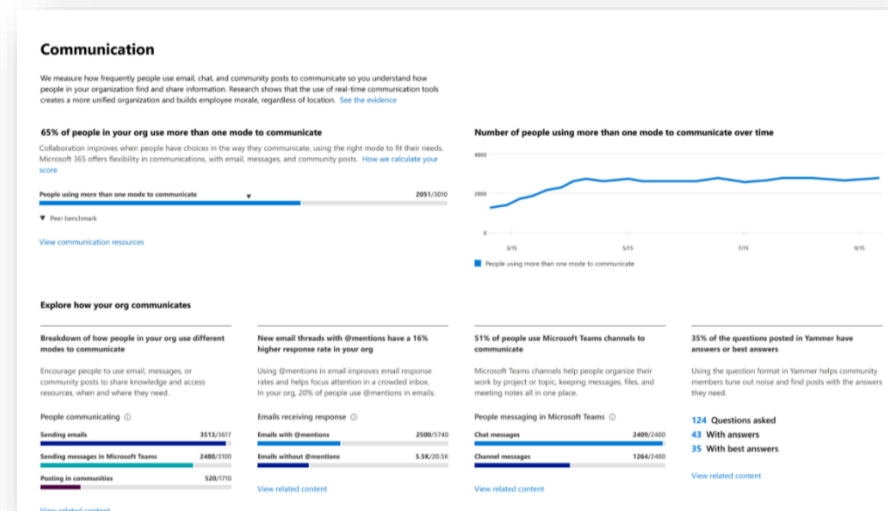 Communication
We measure how frequently people use email, chat, and community posts to communicate so you understand how
people in your organization find and share information. Research shows that the use of real-time communication tools
creates a more unified organization and builds employee morale, regardless of location. See the evidence
65% of people in your org use more than one mode to communicate
Collaboration improves when people have choices in the way they communicate, using the right mode to fit their needs.
Microsoft 365 offers flexibility in communications, with email, messages, and community posts. How we calculate your
score
People using more than one mode to communicate
2051/3010
Peer benchmark
View communication resources
Number of people using more than one mode to communicate over time
4000
2000
0
3/15
5/15
7/15
9/15
People using more than one mode to communicate
Explore how your org communicates
Breakdown of how people in your org use different
modes to communicate
Encourage people to use email, messages, or
community posts to share knowledge and access
resources, when and where they need.
People communicating
Sending emails 3513/3617
Sending messages in Microsoft Teams 2480/3100
Posting in communities 520/1710
View related content
New email threads with @mentions have a 16%
higher response rate in your org
Using @mentions in email improves email response
rates and helps focus attention in a crowded inbox.
In your org, 20% of people use @mentions in emails.
Emails receiving response
Emails with @mentions 2500/5740
Emails without @mentions 5.5K/20.5K
View related content
51% of people use Microsoft Teams channels to
communicate
Microsoft Teams channels help people organize their
work by project or topic, keeping messages, files, and
meeting notes all in one place.
People messaging in Microsoft Teams
Chat messages 2409/2480
Channel messages 1264/2480
View related content
35% of the questions posted in Yammer have
answers or best answers
Using the question format in Yammer helps community
members tune out noise and find posts with the answers
they need.
124 Questions asked
43 With answers
35 With best answers
View related content